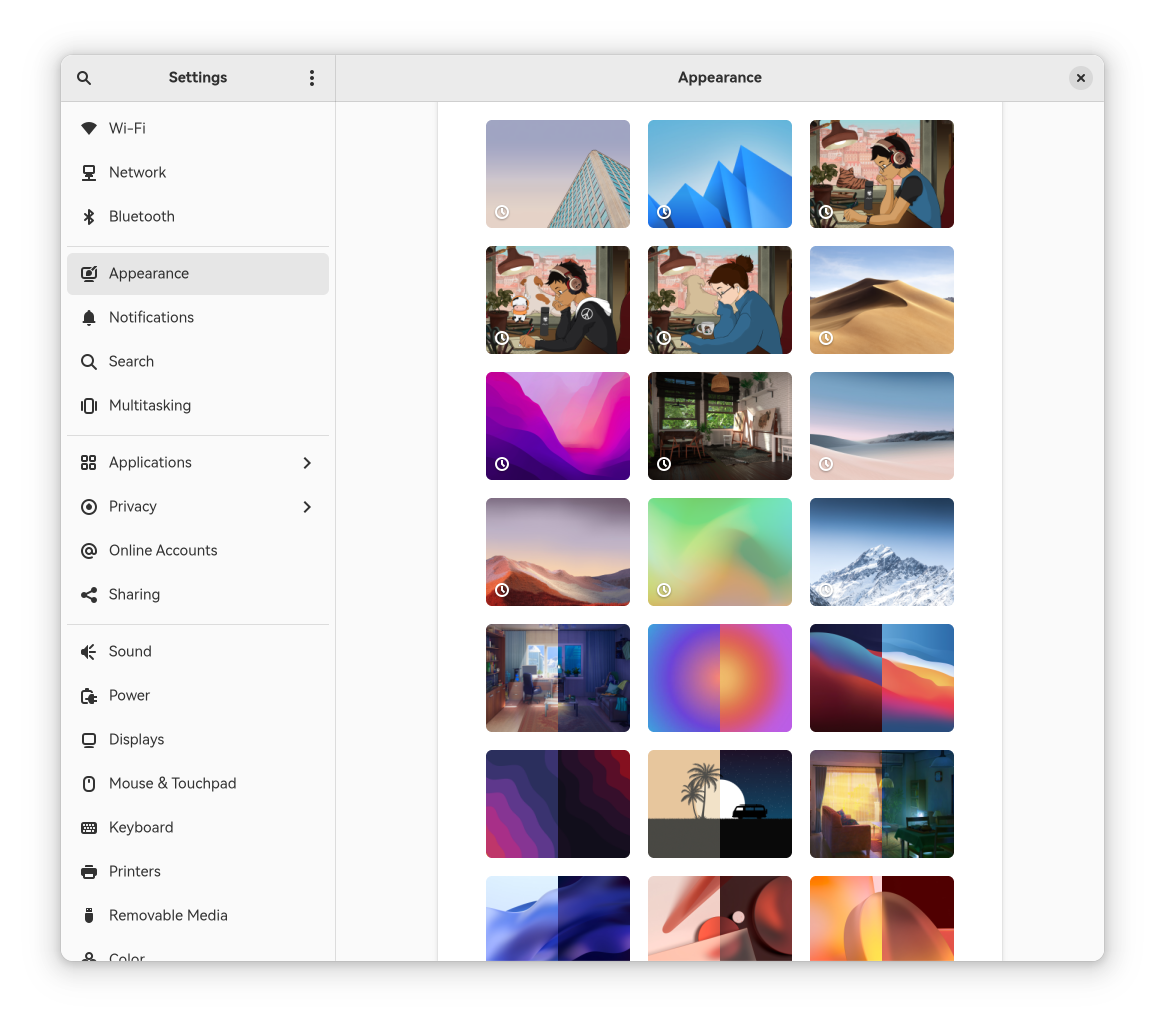 Settings
Appearance
Wi-Fi
Network
Bluetooth
Appearance
Notifications
Search
Multitasking
Applications
Privacy
Online Accounts
Sharing
Sound
Power
Displays
Mouse & Touchpad
Keyboard
Printers
Removable Media
Color